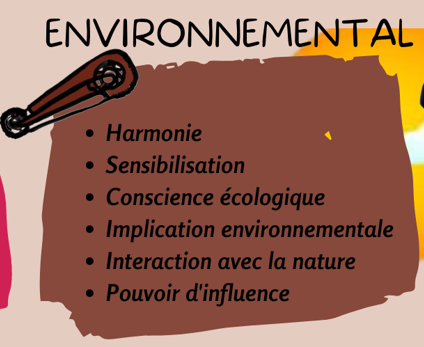 ENVIRONNEMENTAL
• Harmonie
• Sensibilisation
• Conscience écologique
• Implication environnementale
• Interaction avec la nature
• Pouvoir d'influence